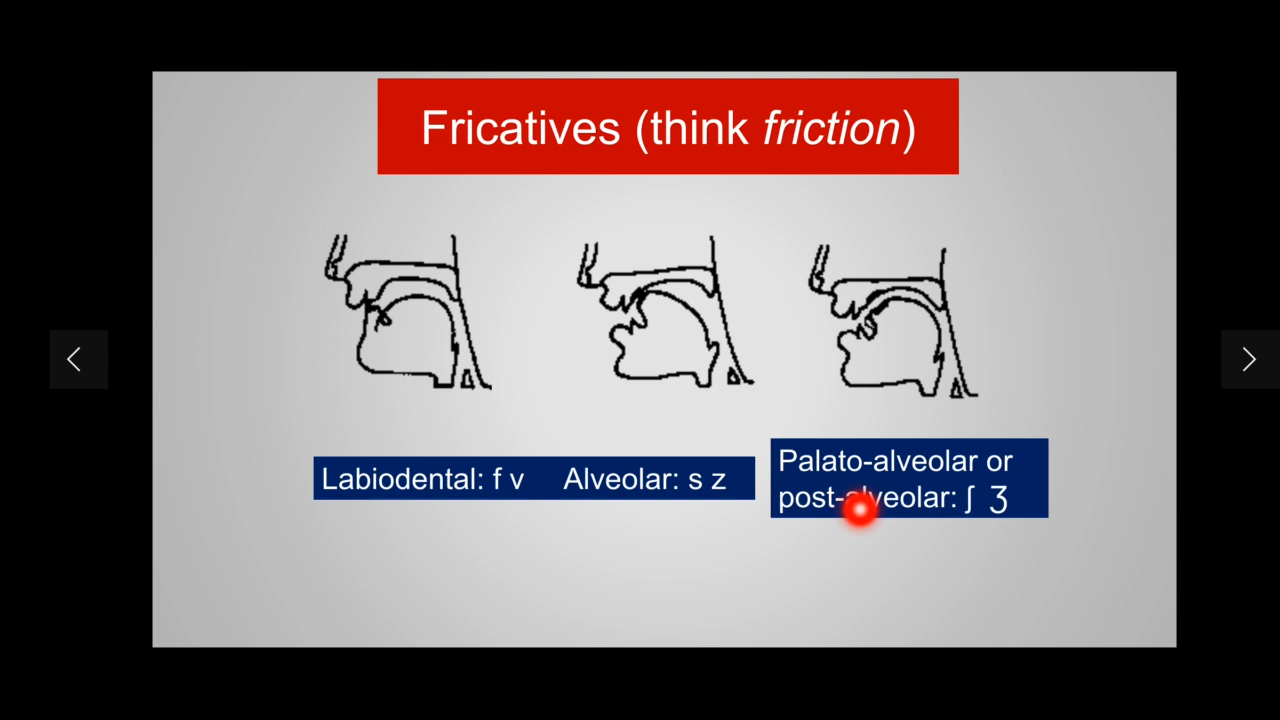 Fricatives (think friction)
Labiodental: f v
Alveolar: s z
Palato-alveolar or
post-alveolar: ʃ ʒ